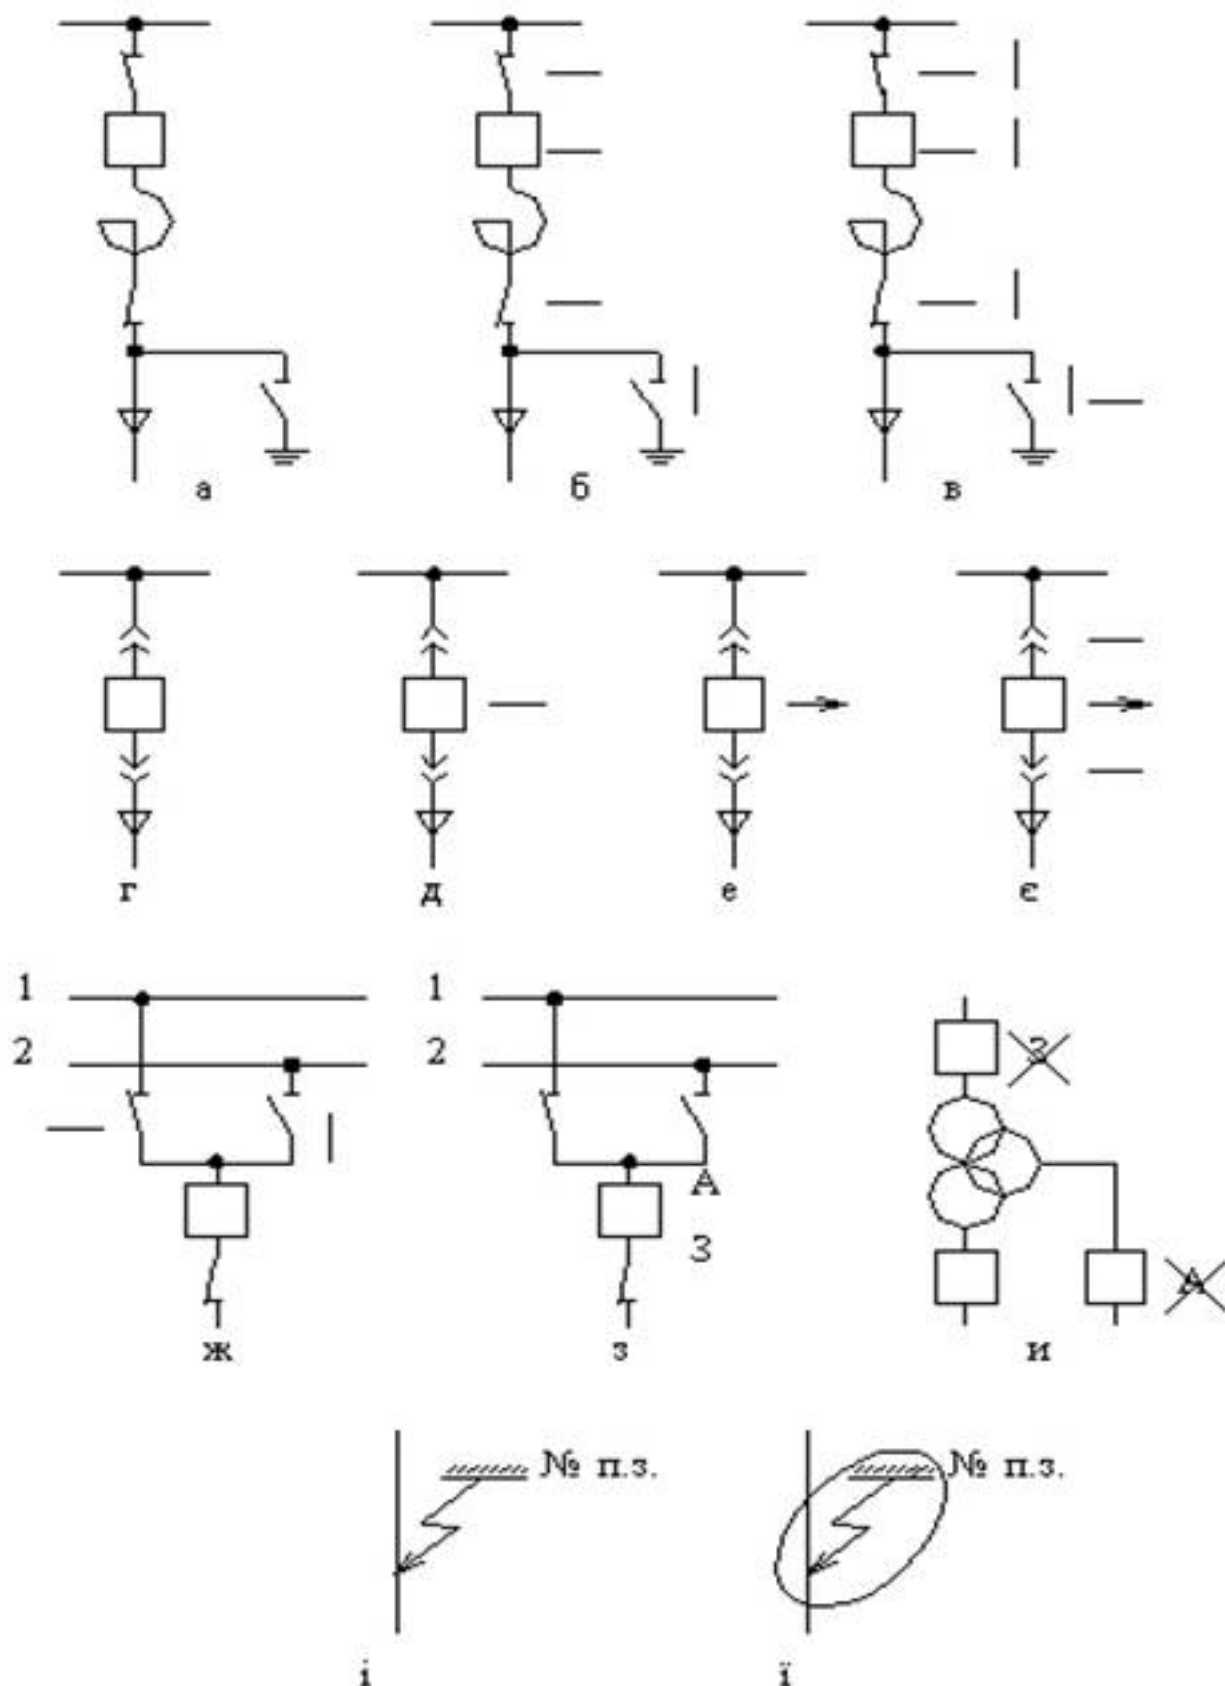 а б в
г д е є
1 1
2 2 З
А
З А
ж з и
№ п.з. № п.з.
і ї